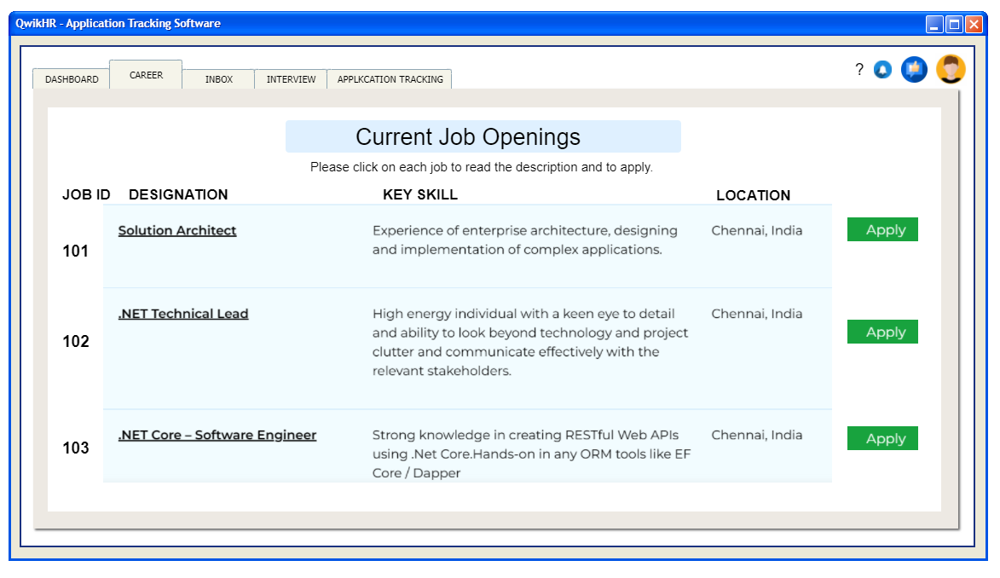 QwikHR - Application Tracking Software
?
DASHBOARD CAREER INBOX INTERVIEW APPLKCATION TRACKING
Current Job Openings
Please click on each job to read the description and to apply.
JOB ID DESIGNATION KEY SKILL LOCATION
101 Solution Architect Experience of enterprise architecture, designing Chennai, India Apply
and implementation of complex applications.
102 .NET Technical Lead High energy individual with a keen eye to detail Chennai, India Apply
and ability to look beyond technology and project
clutter and communicate effectively with the
relevant stakeholders.
103 .NET Core – Software Engineer Strong knowledge in creating RESTful Web APIs Chennai, India Apply
using .Net Core.Hands-on in any ORM tools like EF
Core / Dapper